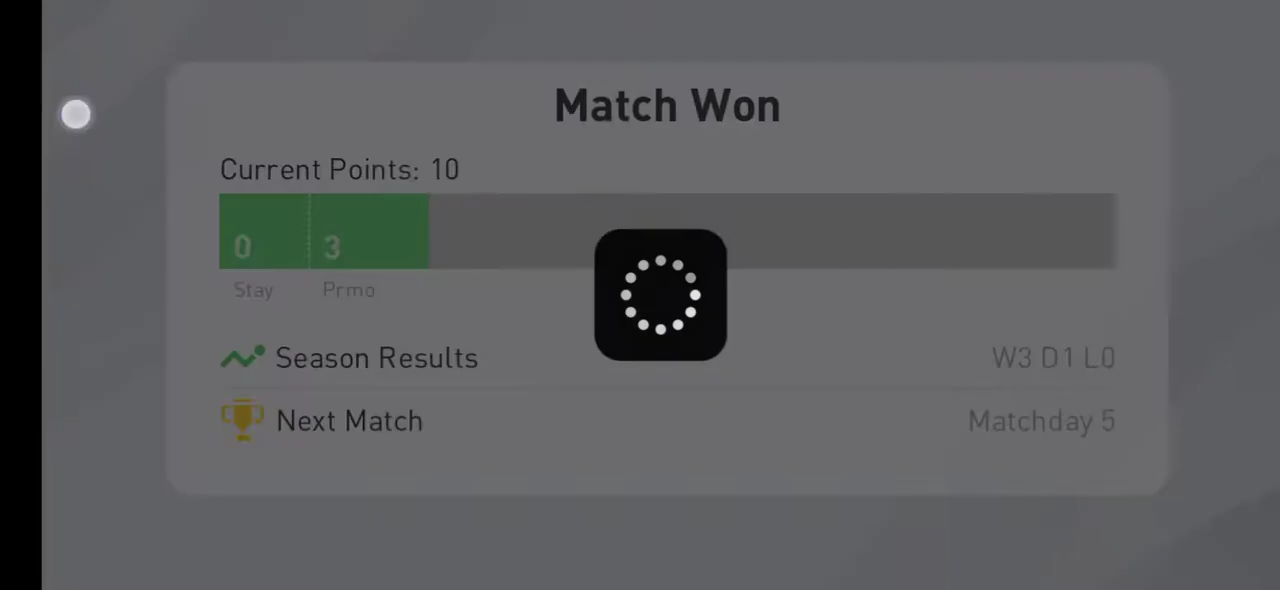 Match Won
Current Points: 10
0 3
Stay Prmo
Season Results W3 D1 L0
Next Match Matchday 5